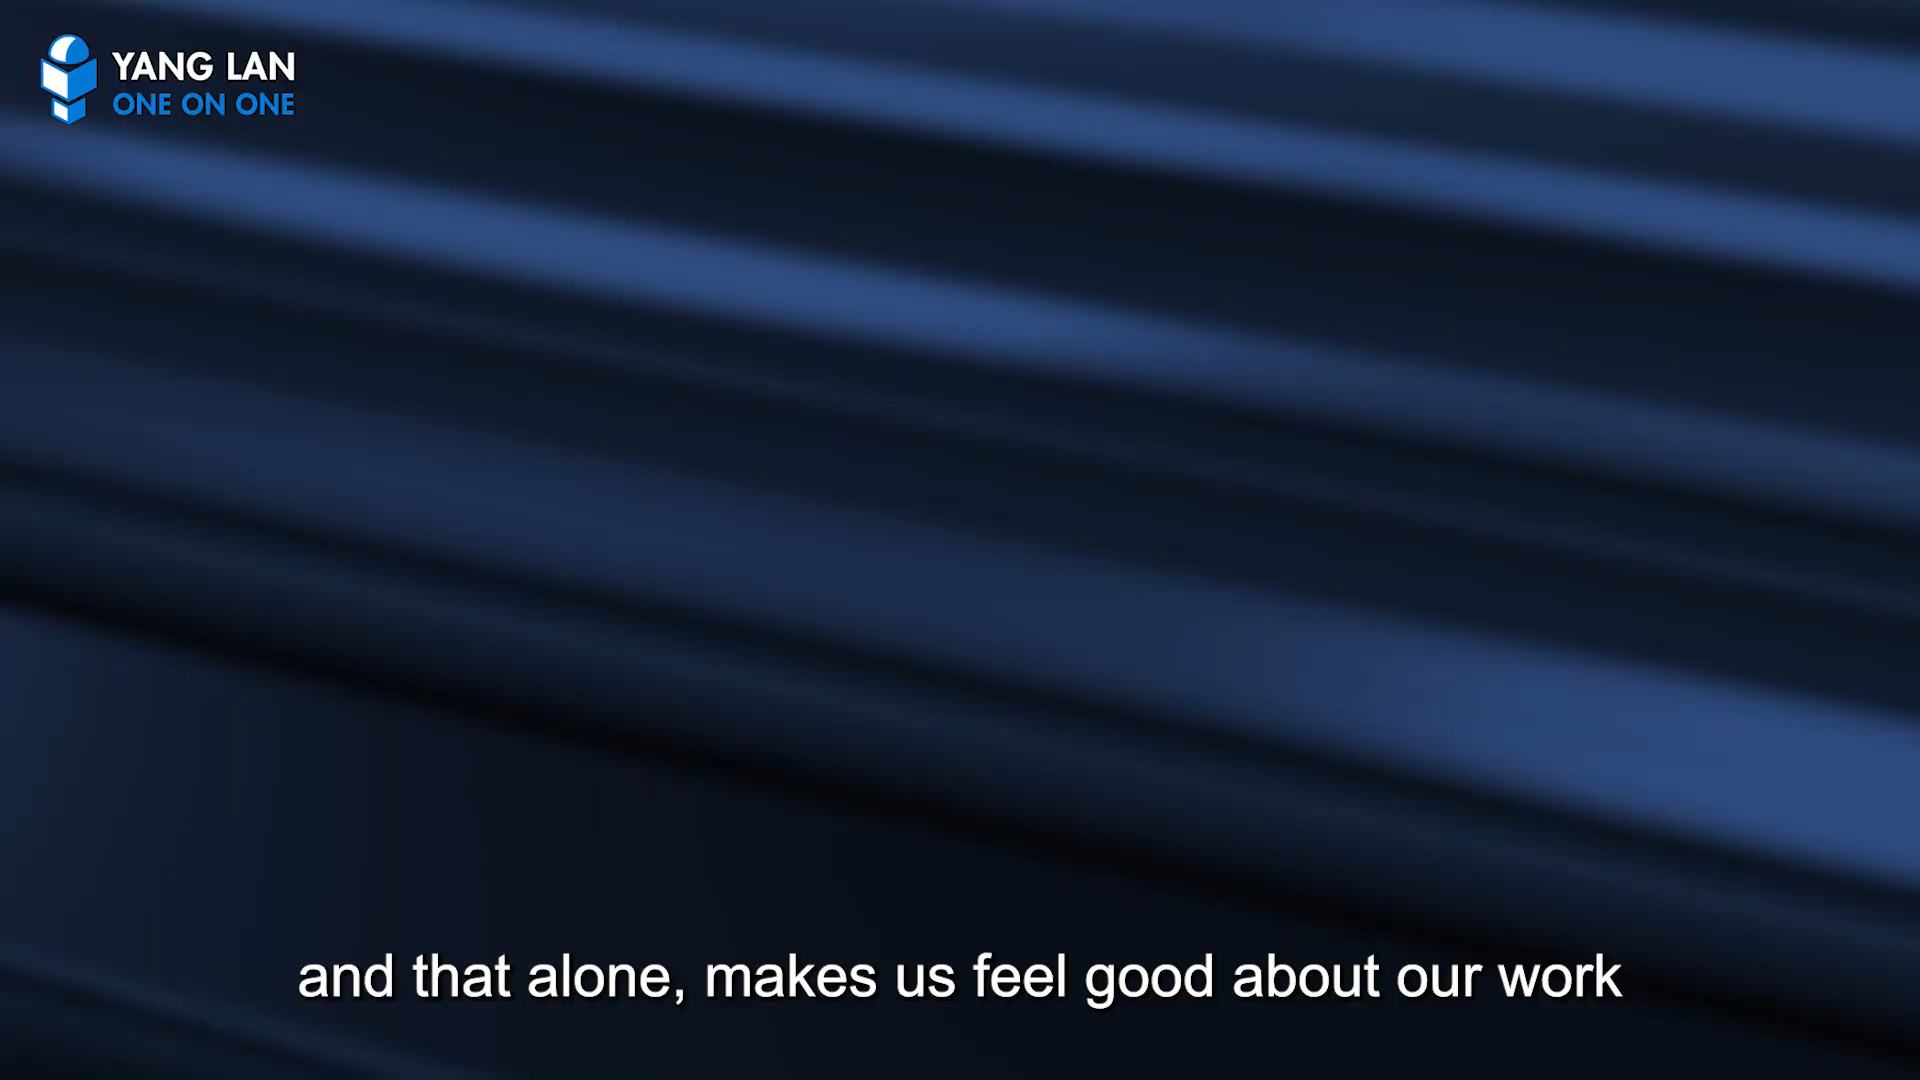 YANG LAN
ONE ON ONE
and that alone, makes us feel good about our work